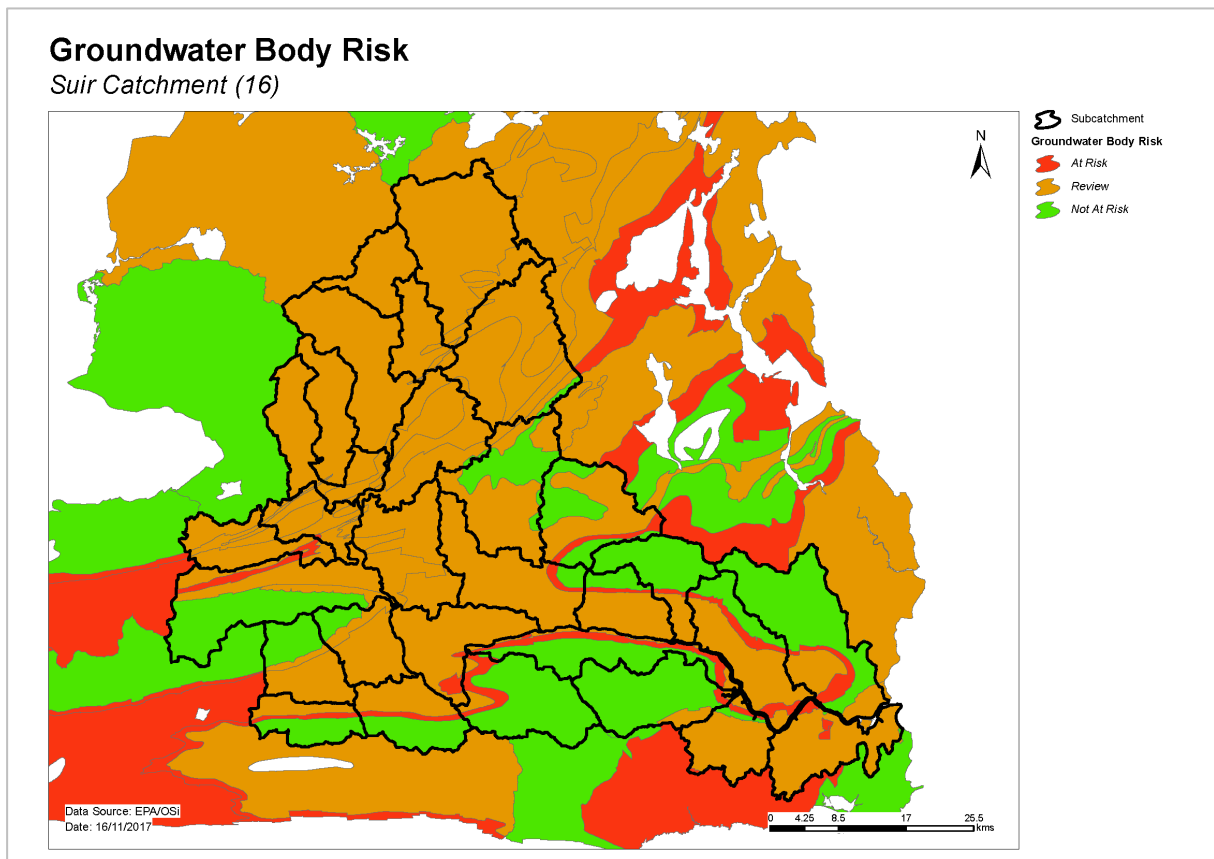 Groundwater Body Risk
Suir Catchment (16)
N
Subcatchment
Groundwater Body Risk
At Risk
Review
Not At Risk
Data Source: EPA/OSi
Date: 16/11/2017
0 4.25 8.5 17 25.5
kms